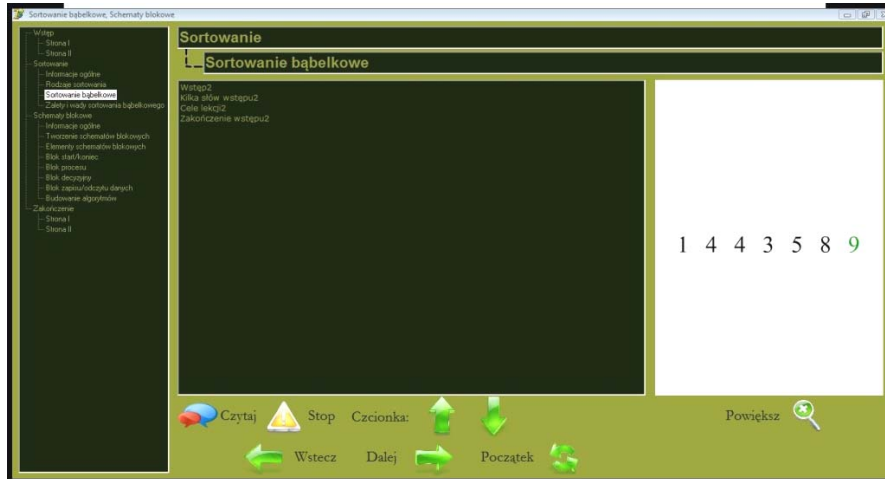 Sortowanie bąbelkowe, Schematy blokowe
Wstęp
Strona I
Strona II
Sortowanie
Informacje ogólne
Rodzaje sortowania
Sortowanie bąbelkowe
Zalety i wady sortowania bąbelkowego
Schematy blokowe
Informacje ogólne
Tworzenie schematów blokowych
Elementy schematów blokowych
Blok start/koniec
Blok procesu
Blok decyzyjny
Blok zapisu/odczytu danych
Budowanie algorytmów
Zakończenie
Strona I
Strona II
Sortowanie
Sortowanie bąbelkowe
Wstęp2
Kilka słów wstępu2
Cele lekcji2
Zakończenie wstępu2
1 4 4 3 5 8 9
Czytaj Stop Czcionka: Powiększ
Wstecz Dalej Początek